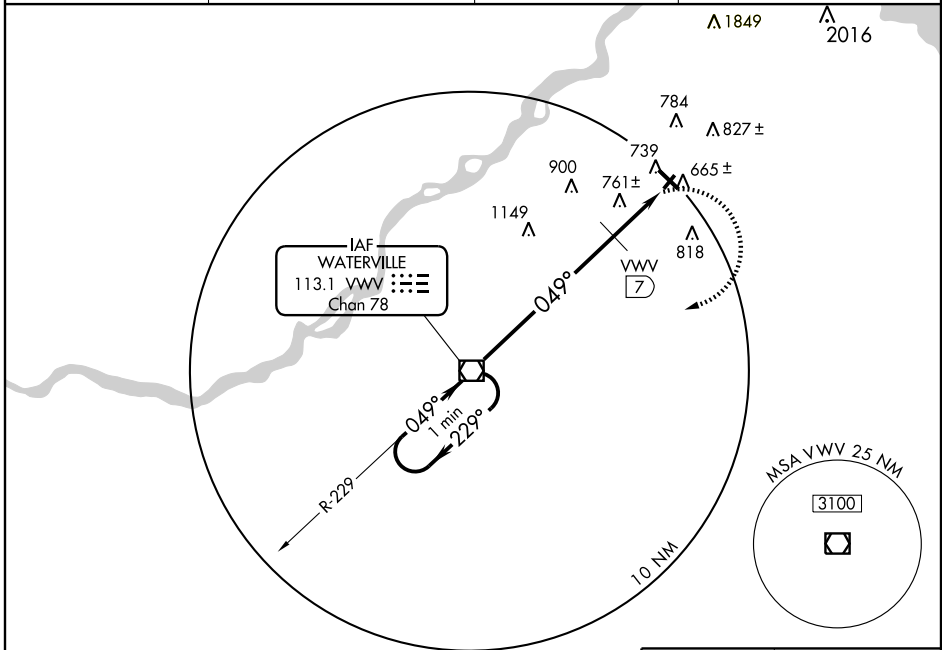 1849
2016
784
827 ±
739
665 ±
900
761±
1149
818
IAF
WATERVILLE
113.1 VWV
Chan 78
VWV
7
049°
049°
1 min
229°
R-229
10 NM
MSA VWV 25 NM
3100